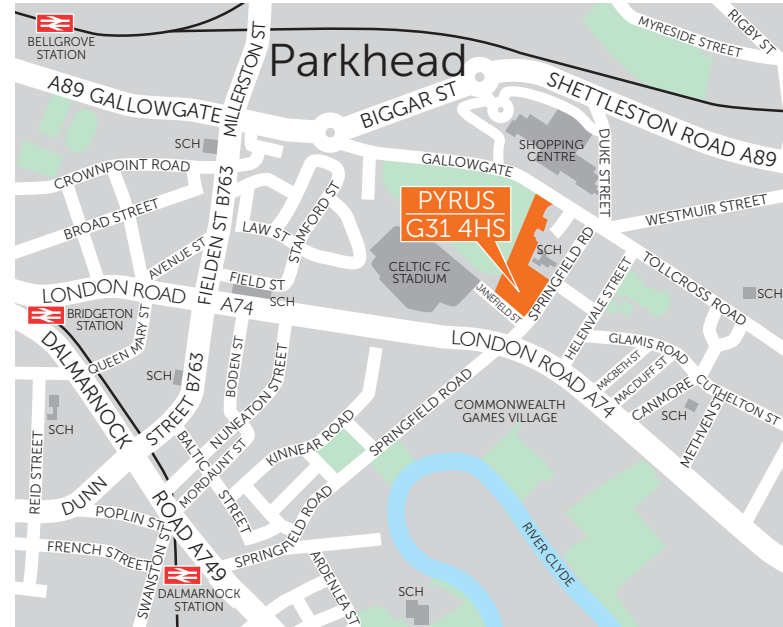 BELLGROVE
STATION
Parkhead
MILLERSTON ST
MYRESIDE STREET
RIGBY ST
A89 GALLOWGATE
BIGGAR ST
SHETTLESTON ROAD A89
SCH
SHOPPING
CENTRE
DUKE STREET
GALLOWGATE
CROWNPOINT ROAD
BROAD STREET
STAMFORD ST
LAW ST
PYRUS
G31 4HS
WESTMUIR STREET
AVENUE ST
FIELDEN ST B763
FIELD ST
SCH
CELTIC FC
STADIUM
SCH
SPRINGFIELD RD
JANEFIELD ST
HELENVALE STREET
TOLLCROSS ROAD
SCH
LONDON ROAD A74
BRIDGETON
STATION
QUEEN MARY ST
LONDON ROAD A74
GLAMIS ROAD
MACBETH ST
MACDUFF ST
CUTHELTON ST
CANMORE
METHVEN ST
SCH
DALMARNOCK
ROAD A749
SCH
BODEN ST
NUNEATON STREET
DUNN
STREET B763
BALTIC
STREET
MORDAUNT ST
KINNEAR ROAD
SPRINGFIELD ROAD
COMMONWEALTH
GAMES VILLAGE
REID STREET
SCH
POPLIN ST
FRENCH STREET
SWANSTON ST
SPRINGFIELD ROAD
DALMARNOCK
STATION
ARDENLEA ST
SCH
RIVER CLYDE